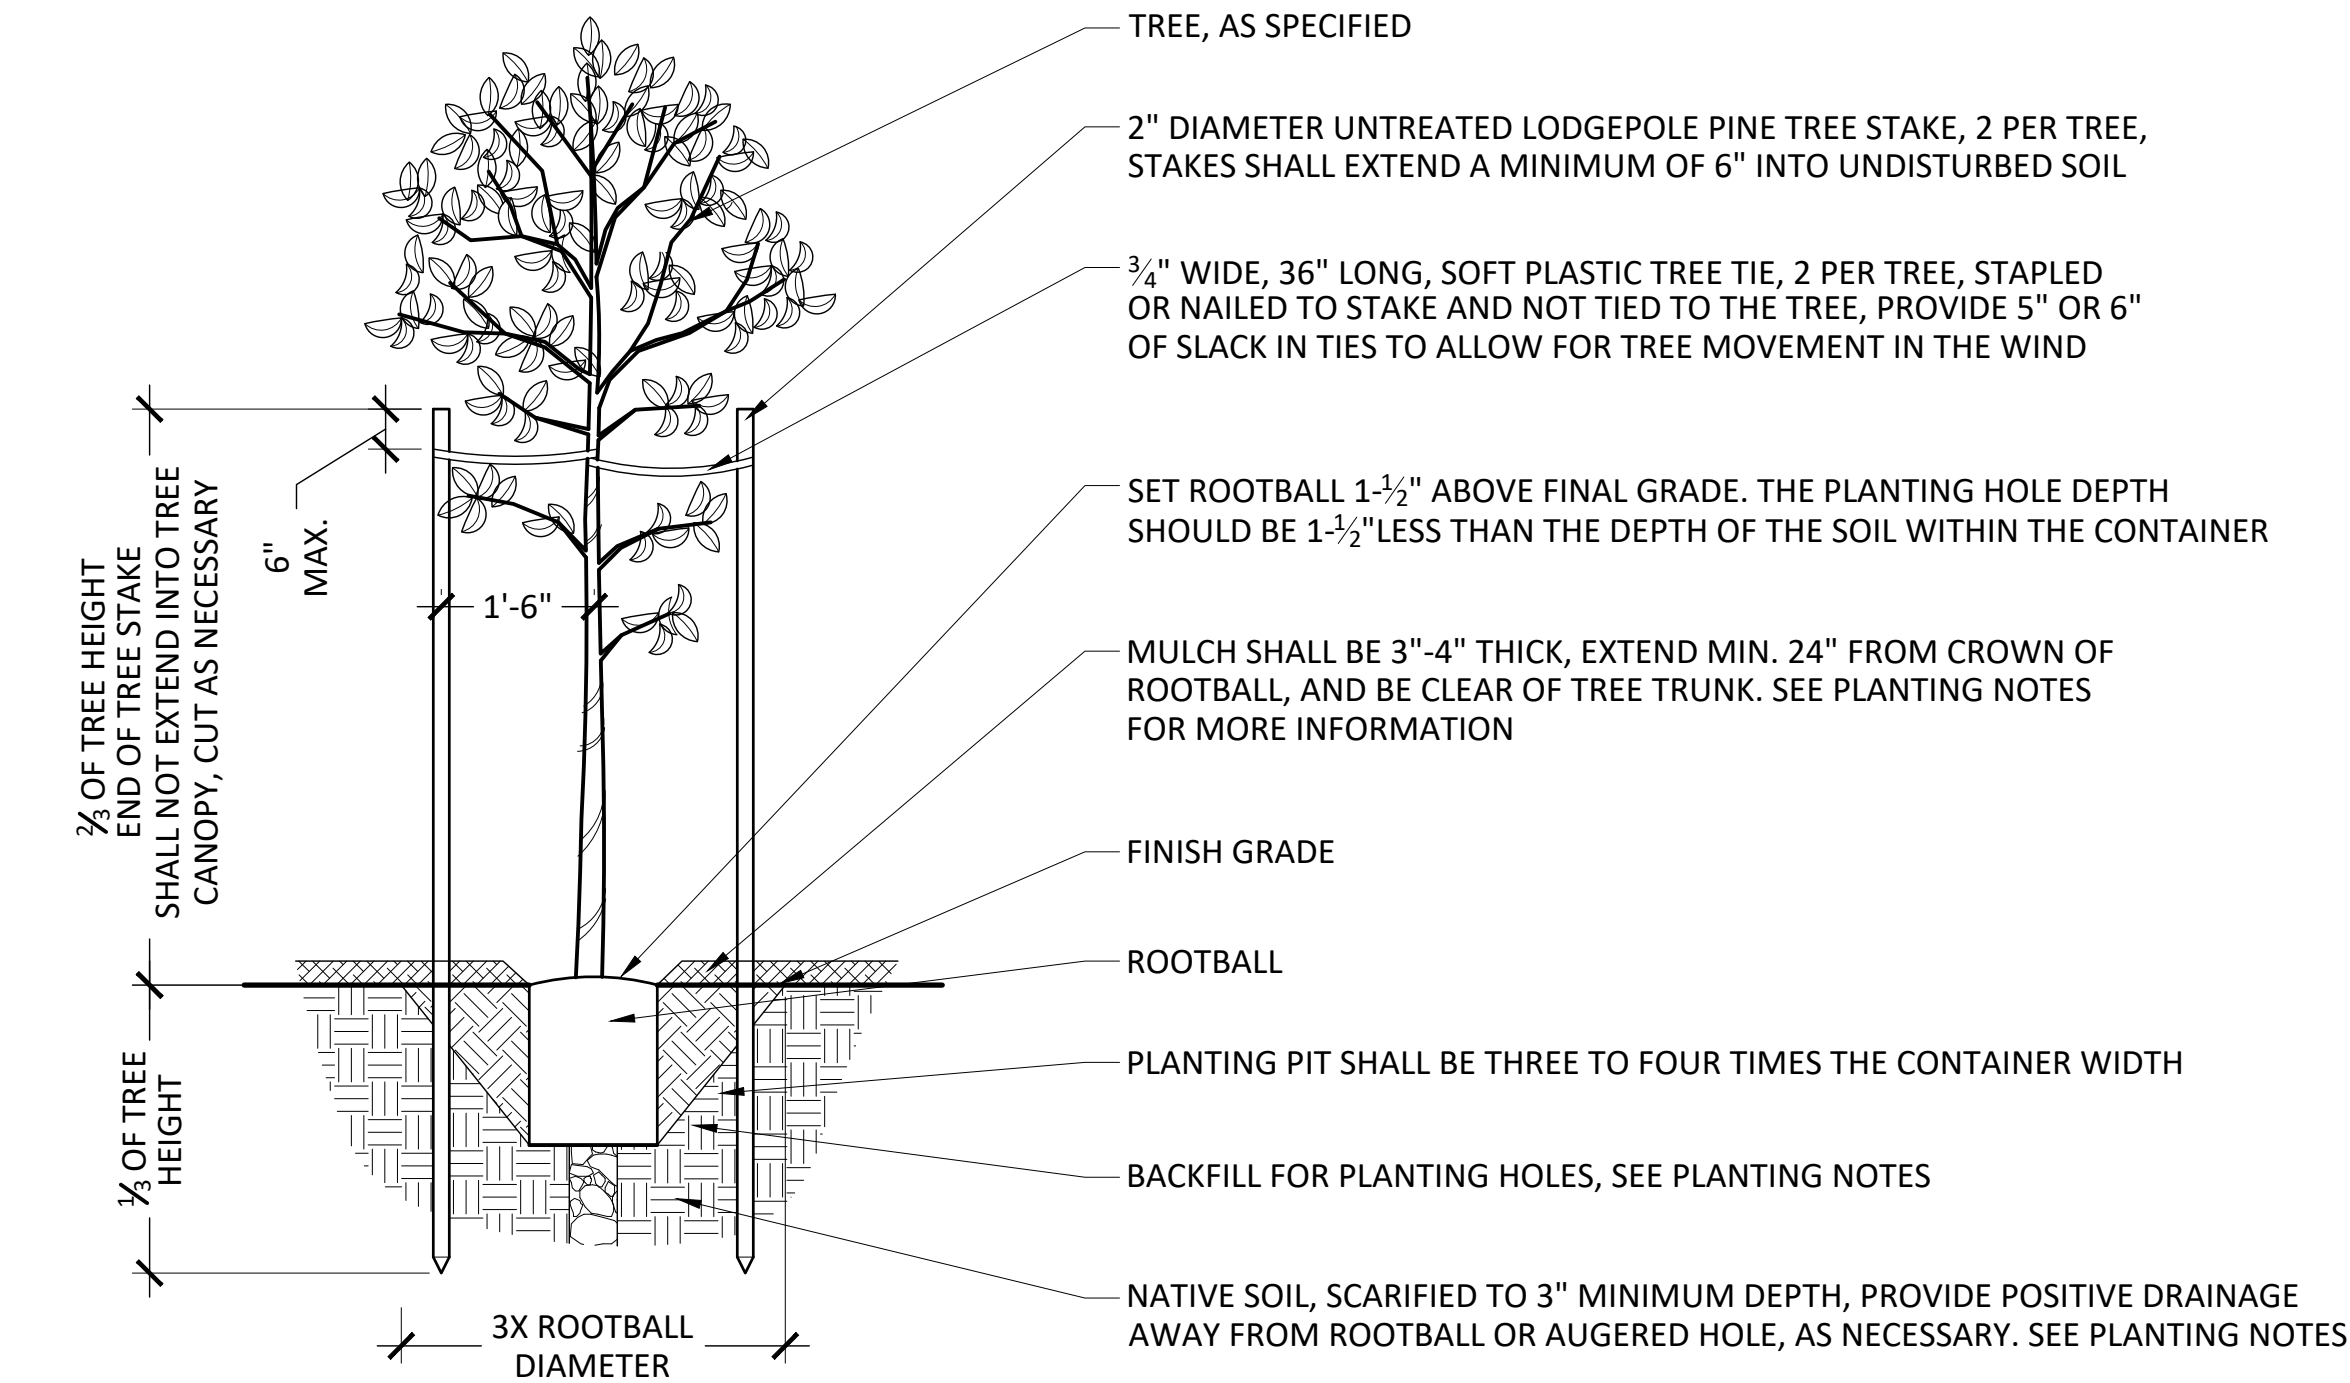 TREE, AS SPECIFIED
2" DIAMETER UNTREATED LODGEPOLE PINE TREE STAKE, 2 PER TREE,
STAKES SHALL EXTEND A MINIMUM OF 6" INTO UNDISTURBED SOIL
¾" WIDE, 36" LONG, SOFT PLASTIC TREE TIE, 2 PER TREE, STAPLED
OR NAILED TO STAKE AND NOT TIED TO THE TREE, PROVIDE 5" OR 6"
OF SLACK IN TIES TO ALLOW FOR TREE MOVEMENT IN THE WIND
SET ROOTBALL 1-½" ABOVE FINAL GRADE. THE PLANTING HOLE DEPTH
SHOULD BE 1-½"LESS THAN THE DEPTH OF THE SOIL WITHIN THE CONTAINER
MULCH SHALL BE 3"-4" THICK, EXTEND MIN. 24" FROM CROWN OF
ROOTBALL, AND BE CLEAR OF TREE TRUNK. SEE PLANTING NOTES
FOR MORE INFORMATION
FINISH GRADE
ROOTBALL
PLANTING PIT SHALL BE THREE TO FOUR TIMES THE CONTAINER WIDTH
BACKFILL FOR PLANTING HOLES, SEE PLANTING NOTES
NATIVE SOIL, SCARIFIED TO 3" MINIMUM DEPTH, PROVIDE POSITIVE DRAINAGE
AWAY FROM ROOTBALL OR AUGERED HOLE, AS NECESSARY. SEE PLANTING NOTES
⅔ OF TREE HEIGHT
END OF TREE STAKE
SHALL NOT EXTEND INTO TREE
CANOPY, CUT AS NECESSARY
6"
MAX.
1'-6"
⅓ OF TREE
HEIGHT
3X ROOTBALL
DIAMETER